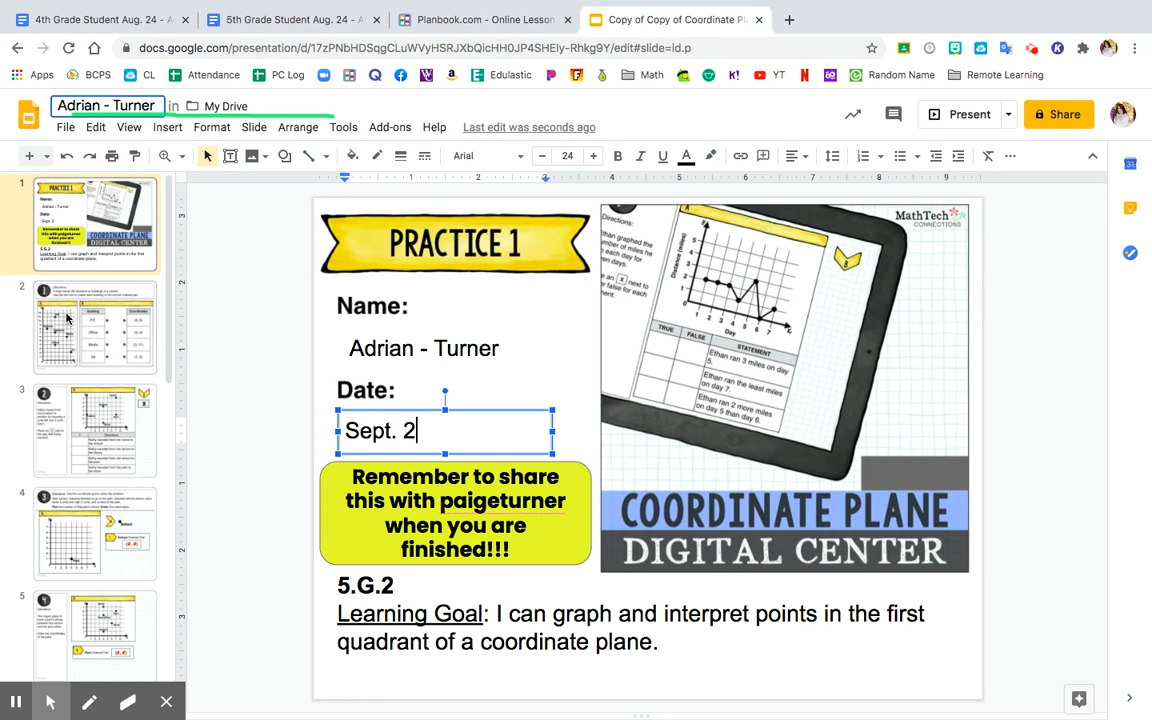 4th Grade Student Aug. 24 - A
5th Grade Student Aug. 24 - A
Planbook.com - Online Lesson
Copy of Copy of Coordinate Pl
docs.google.com/presentation/d/17zPNbHDSqgCLuWVyHSRJXbQicHH0JP4SHEly-Rhkg9Y/edit#slide=id.p
Apps BCPS CL Attendance PC Log Edulastic Math K! YT Random Name Remote Learning
Adrian - Turner in My Drive
File Edit View Insert Format Slide Arrange Tools Add-ons Help Last edit was seconds ago
Present Share
Arial 24
PRACTICE 1
Name:
Adrian - Turner
Date:
Sept. 2
Remember to share
this with paigeturner
when you are
finished!!!
5.G.2
Learning Goal: I can graph and interpret points in the first
quadrant of a coordinate plane.
MathTech
CONNECTIONS
Directions:
Distance (miles)
Day
TRUE FALSE STATEMENT
Ethan ran 3 miles on day
5.
Ethan ran the least miles
on day 7.
Ethan ran 2 more miles
on day 5 than day 6.
COORDINATE PLANE
DIGITAL CENTER